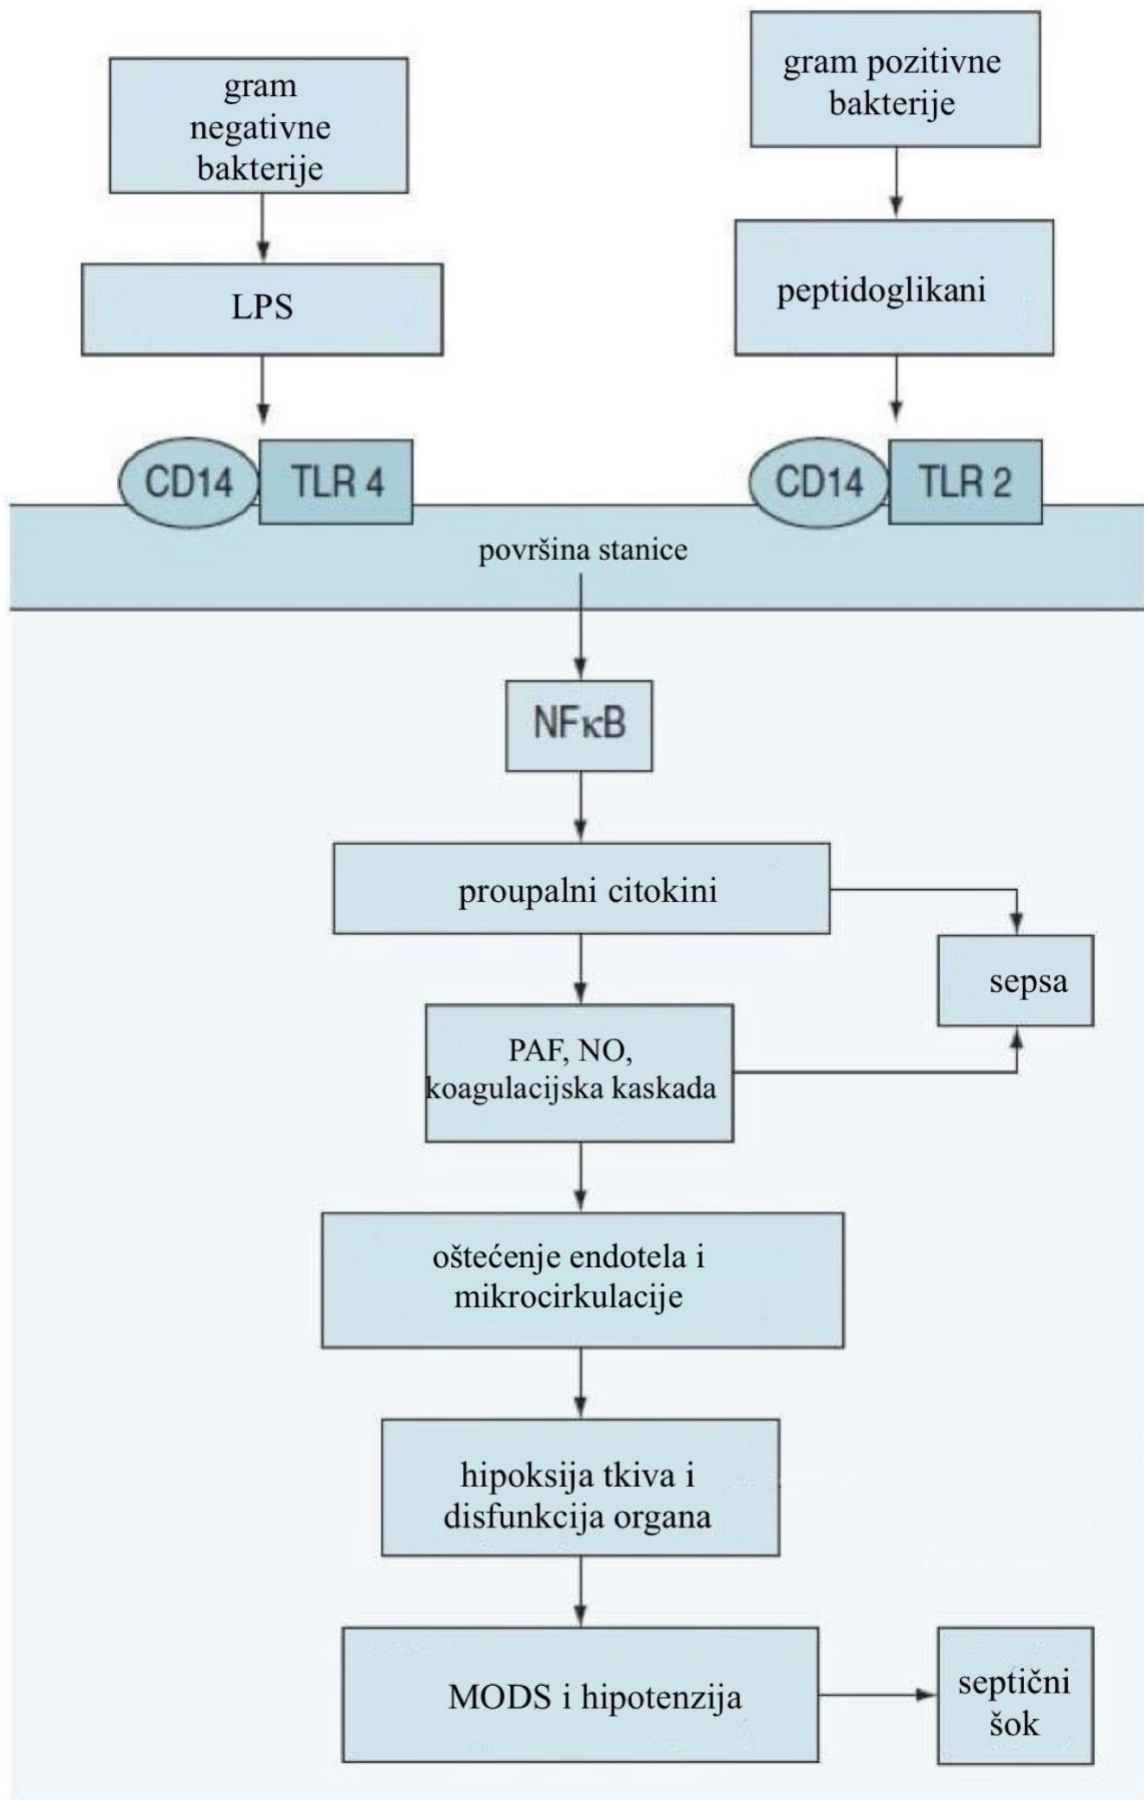 gram
negativne
bakterije
gram pozitivne
bakterije
LPS
peptidoglikani
CD14
TLR 4
CD14
TLR 2
površina stanice
NFκB
proupalni citokini
sepsa
PAF, NO,
koagulacijska kaskada
oštećenje endotela i
mikrocirkulacije
hipoksija tkiva i
disfunkcija organa
MODS i hipotenzija
septični
šok